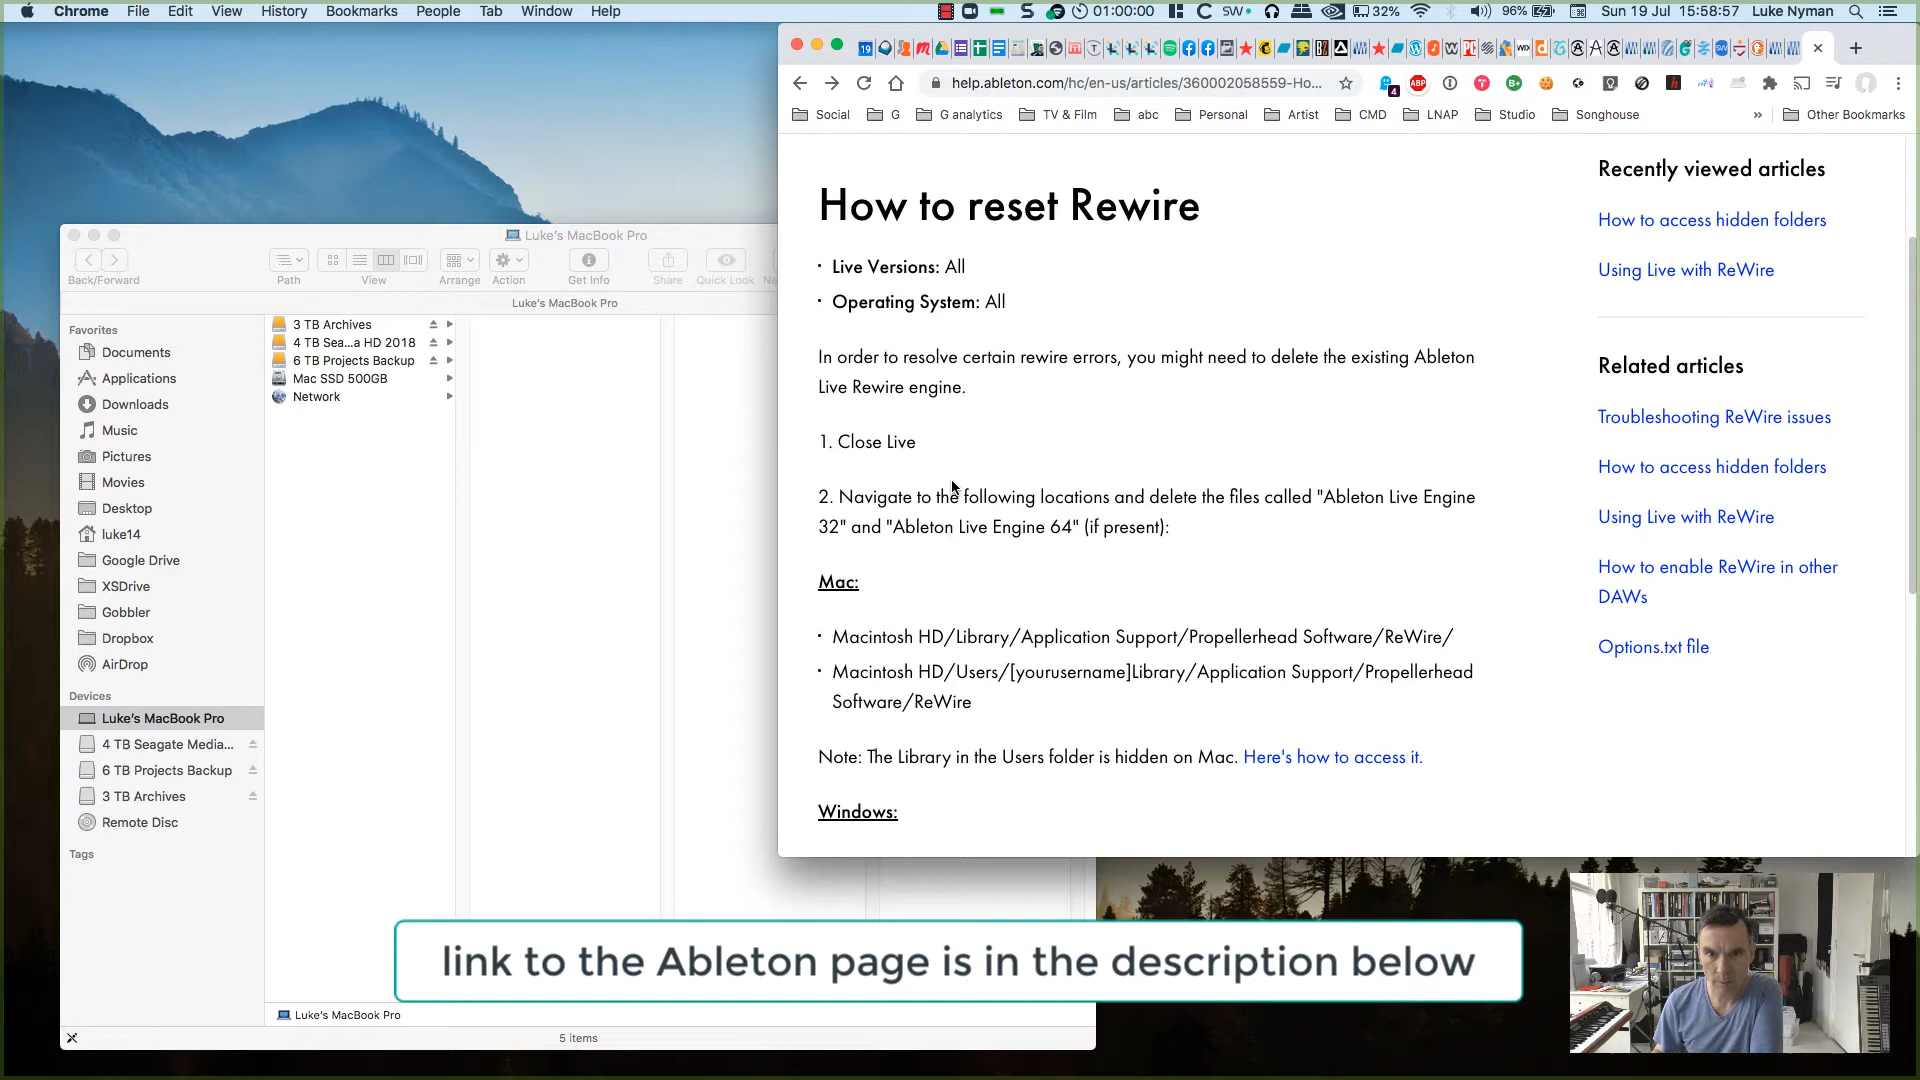 Chrome File Edit View History Bookmarks People Tab Window Help
01:00:00 32% 96% Sun 19 Jul 15:58:57 Luke Nyman
help.ableton.com/hc/en-us/articles/360002058559-Ho...
Social G G analytics TV & Film abc Personal Artist CMD LNAP Studio Songhouse » Other Bookmarks
How to reset Rewire
· Live Versions: All
· Operating System: All
In order to resolve certain rewire errors, you might need to delete the existing Ableton
Live Rewire engine.
1. Close Live
2. Navigate to the following locations and delete the files called "Ableton Live Engine
32" and "Ableton Live Engine 64" (if present):
Mac:
· Macintosh HD/Library/Application Support/Propellerhead Software/ReWire/
· Macintosh HD/Users/[yourusername]Library/Application Support/Propellerhead
Software/ReWire
Note: The Library in the Users folder is hidden on Mac. Here's how to access it.
Windows:
Recently viewed articles
How to access hidden folders
Using Live with ReWire
Related articles
Troubleshooting ReWire issues
How to access hidden folders
Using Live with ReWire
How to enable ReWire in other
DAWs
Options.txt file
Luke's MacBook Pro
Back/Forward Path View Arrange Action Get Info Share Quick Look
Luke's MacBook Pro
Favorites
Documents
Applications
Downloads
Music
Pictures
Movies
Desktop
luke14
Google Drive
XSDrive
Gobbler
Dropbox
AirDrop
Devices
Luke's MacBook Pro
4 TB Seagate Media...
6 TB Projects Backup
3 TB Archives
Remote Disc
Tags
3 TB Archives
4 TB Sea...a HD 2018
6 TB Projects Backup
Mac SSD 500GB
Network
Luke's MacBook Pro
5 items
link to the Ableton page is in the description below